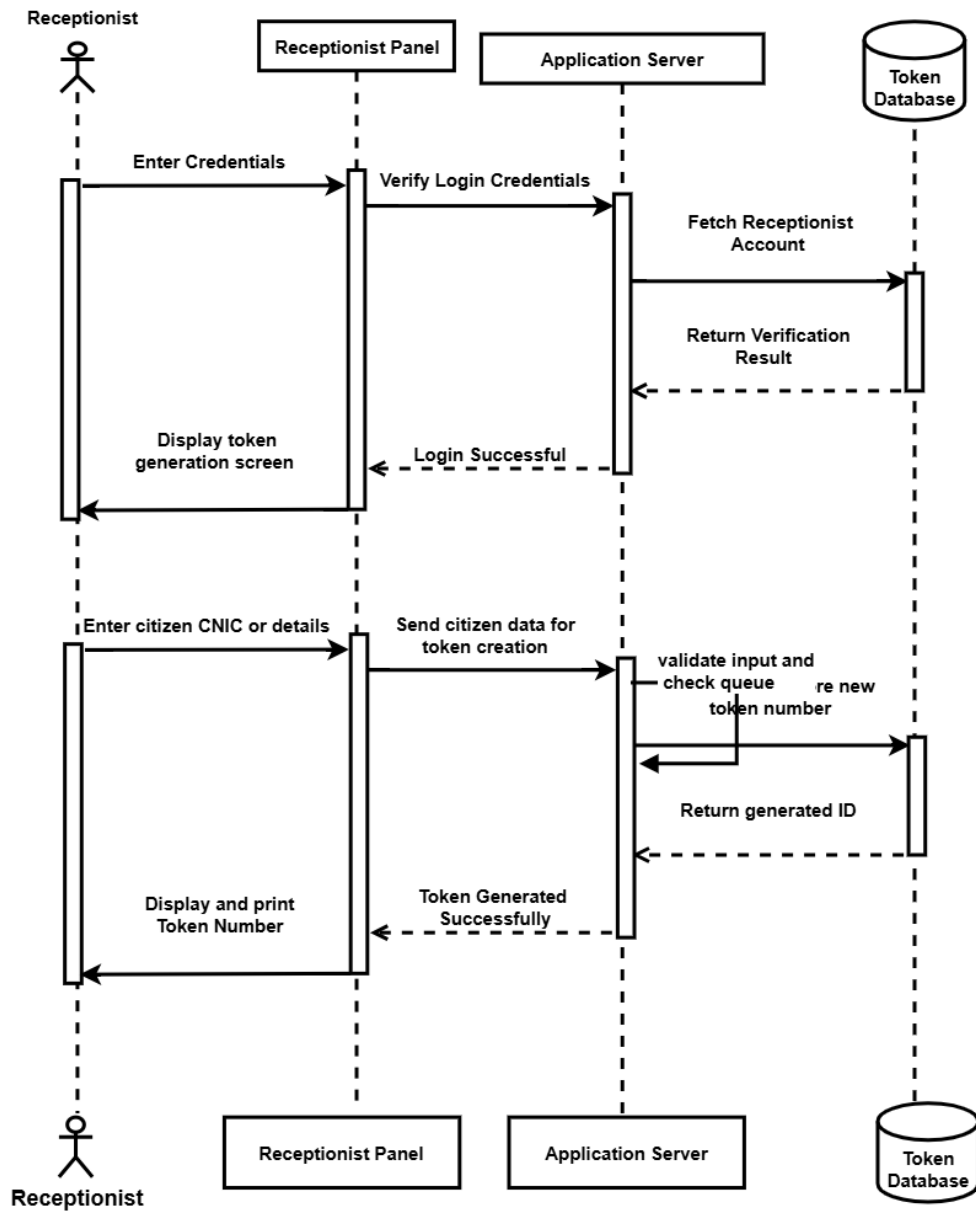 Receptionist
Receptionist Panel
Application Server
Token
Database
Enter Credentials
Verify Login Credentials
Fetch Receptionist
Account
Return Verification
Result
Login Successful
Display token
generation screen
Enter citizen CNIC or details
Send citizen data for
token creation
validate input and
check queue
new
token number
Return generated ID
Token Generated
Successfully
Display and print
Token Number
Receptionist
Receptionist Panel
Application Server
Token
Database